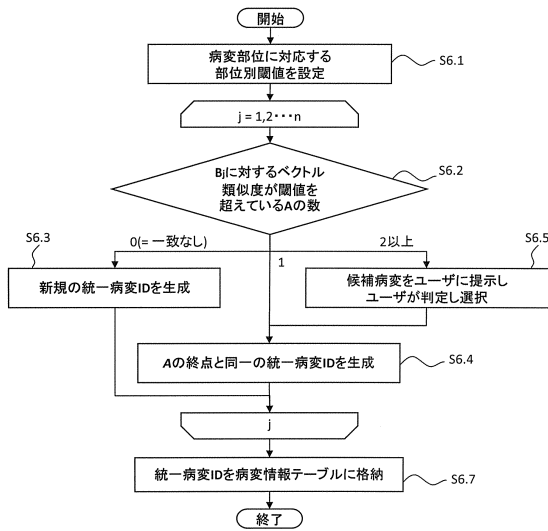 開始
病変部位に対応する
部位別閾値を設定
S6.1
j = 1,2・・・n
Bjに対するベクトル
類似度が閾値を
超えているAの数
S6.2
0(= 一致なし)
1
2以上
S6.3
新規の統一病変IDを生成
S6.5
候補病変をユーザに提示し
ユーザが判定し選択
Aの終点と同一の統一病変IDを生成
S6.4
j
統一病変IDを病変情報テーブルに格納
S6.7
終了